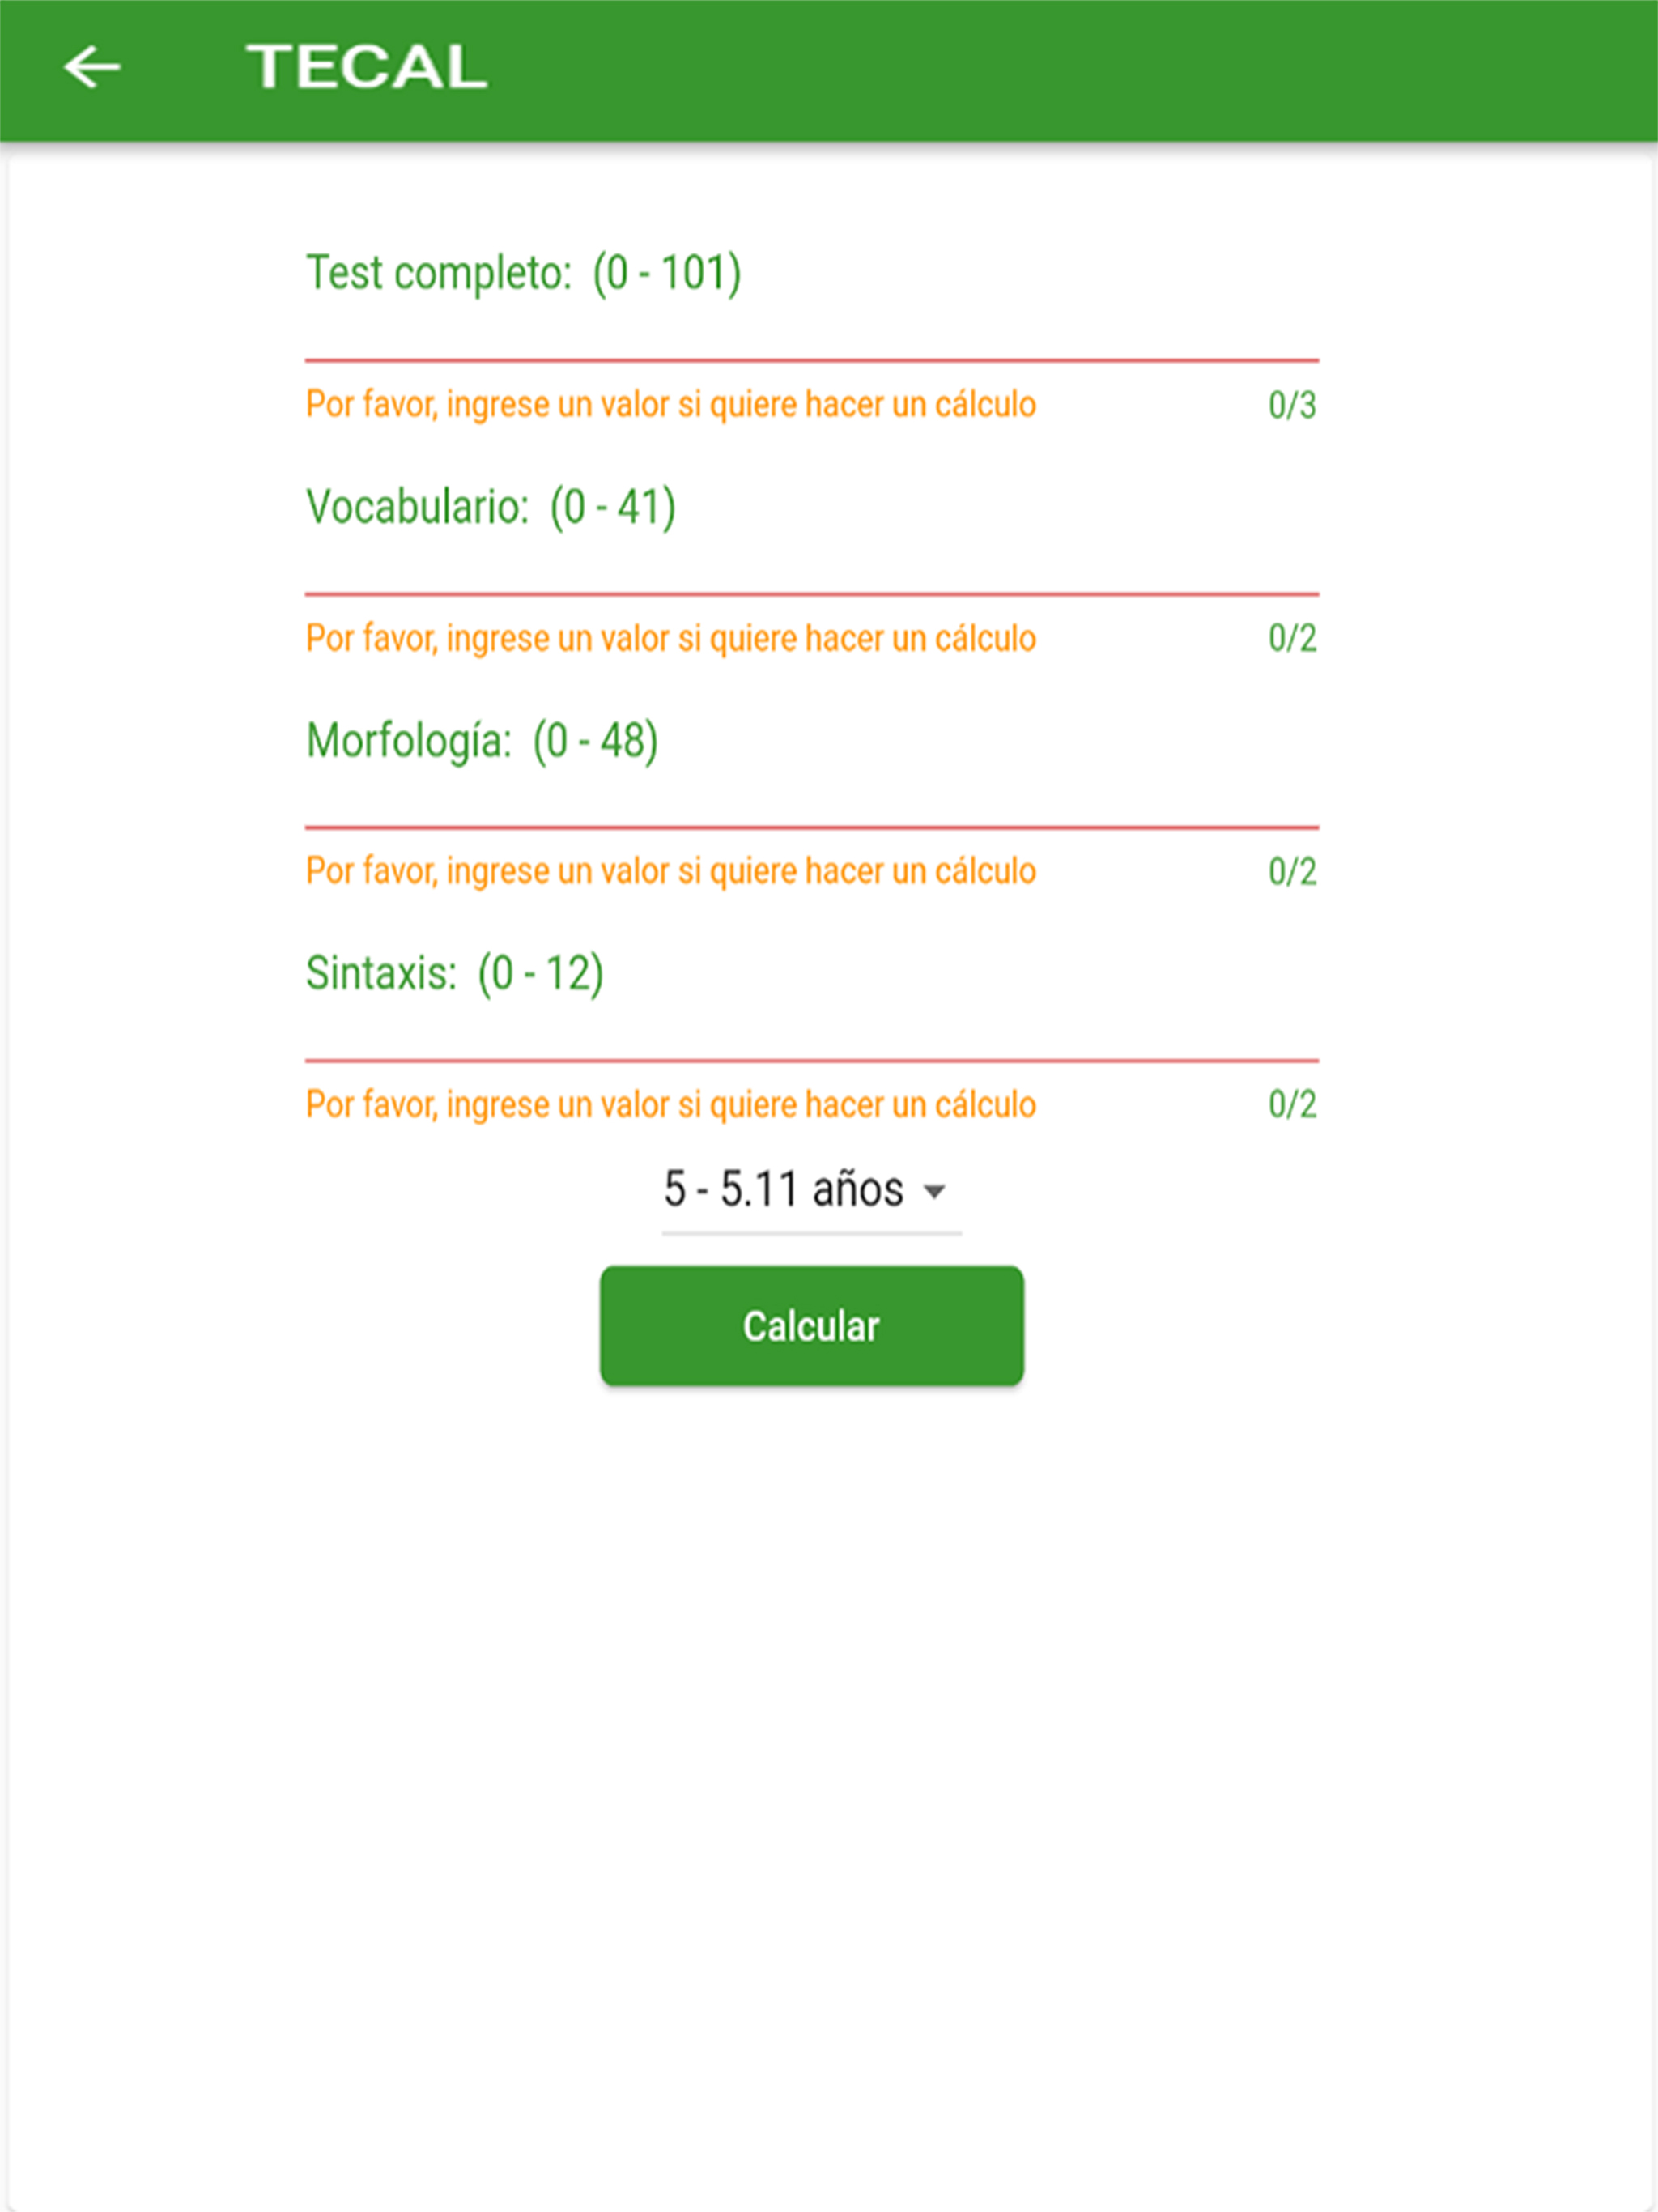 TECAL
Test completo: (0 - 101)
Por favor, ingrese un valor si quiere hacer un cálculo 0/3
Vocabulario: (0 - 41)
Por favor, ingrese un valor si quiere hacer un cálculo 0/2
Morfología: (0 - 48)
Por favor, ingrese un valor si quiere hacer un cálculo 0/2
Sintaxis: (0 - 12)
Por favor, ingrese un valor si quiere hacer un cálculo 0/2
5 - 5.11 años
Calcular